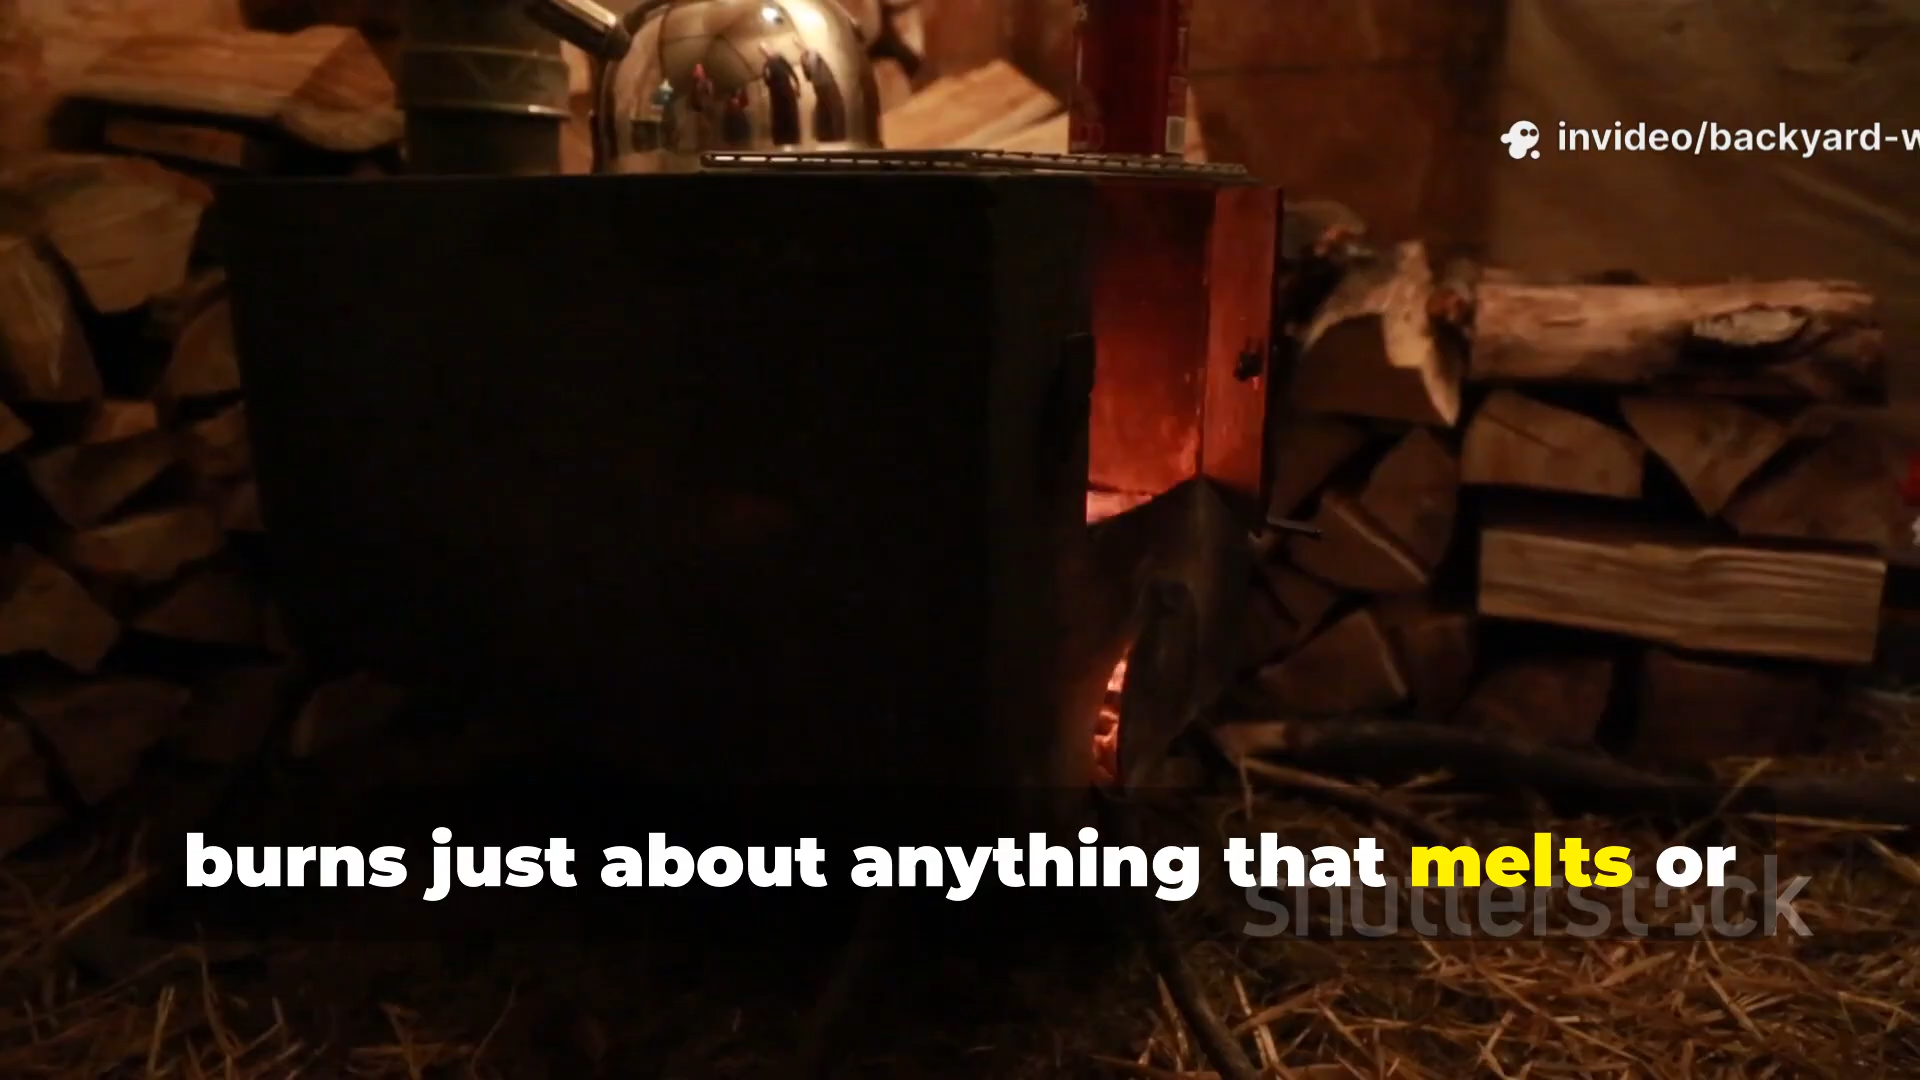 invideo/backyard-w
burns just about anything that melts or
shutterstock